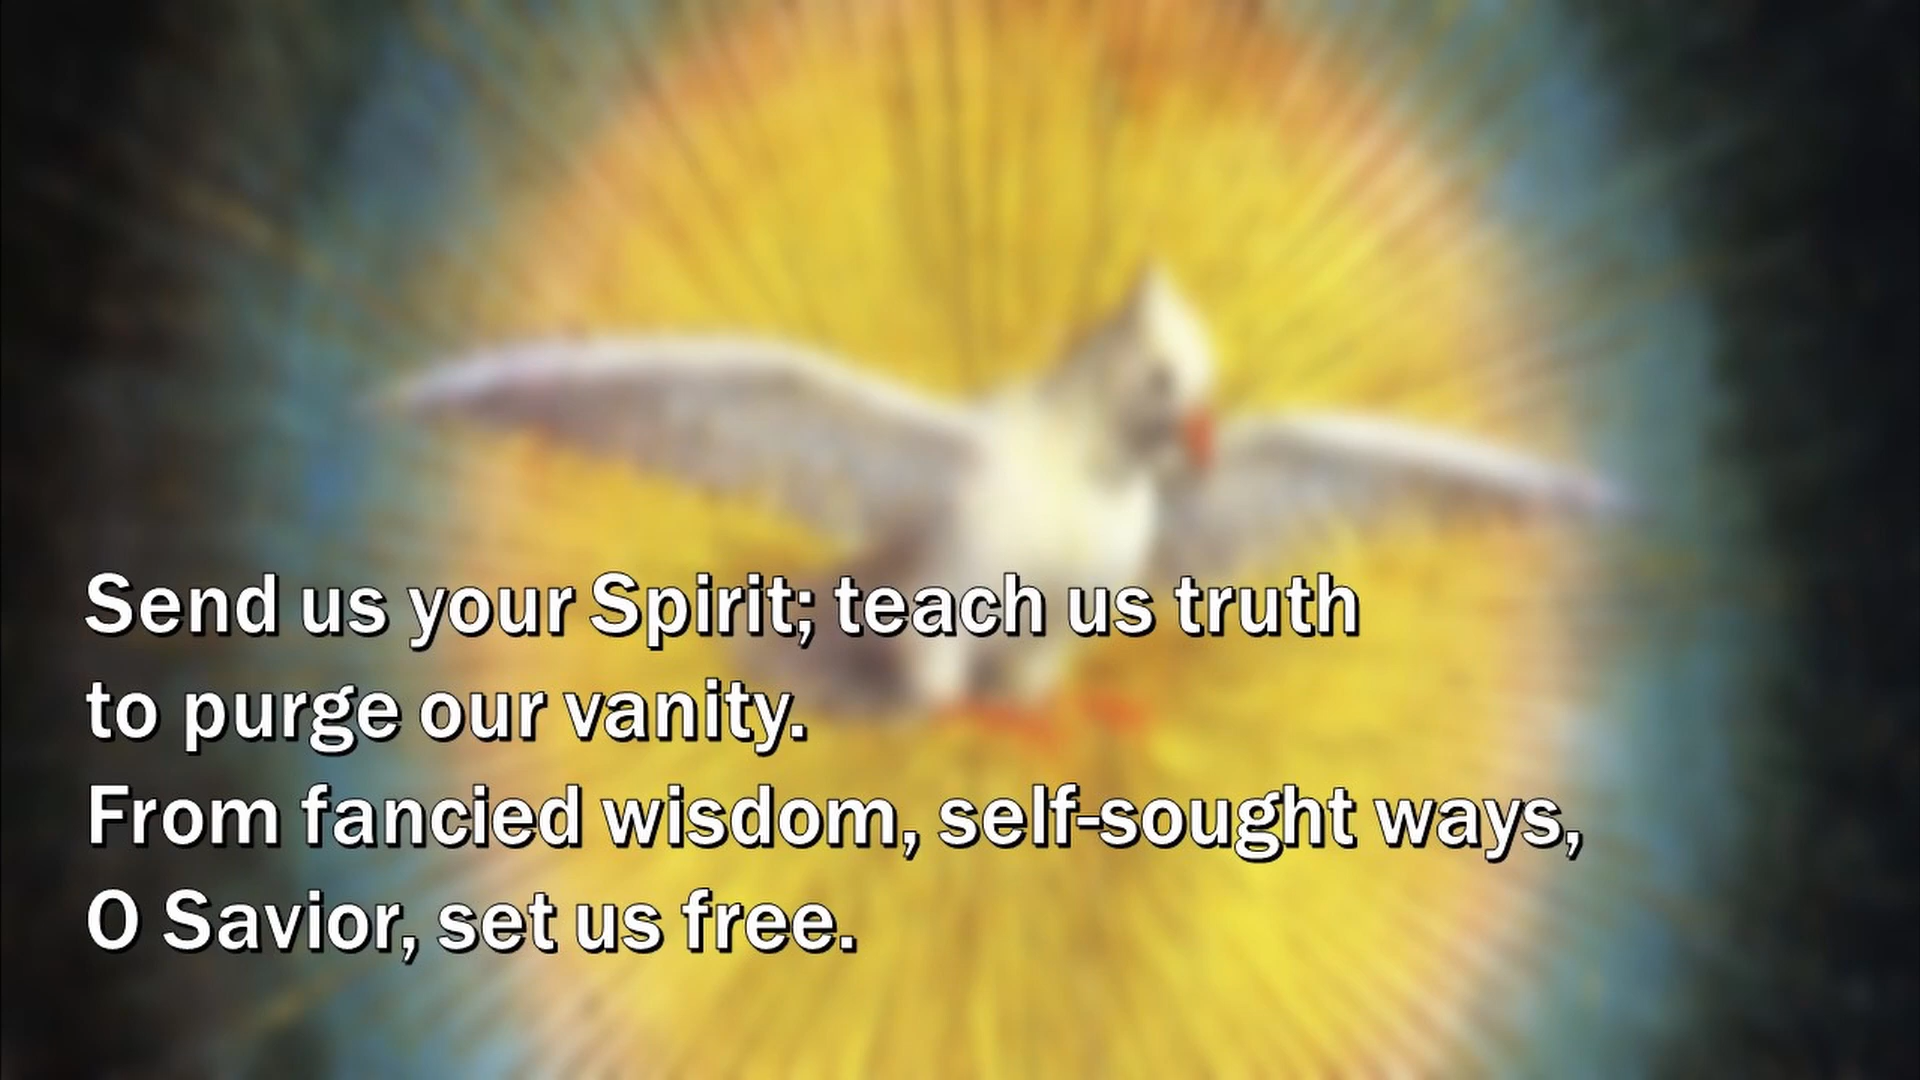 Send us your Spirit; teach us truth
to purge our vanity.
From fancied wisdom, self-sought ways,
O Savior, set us free.